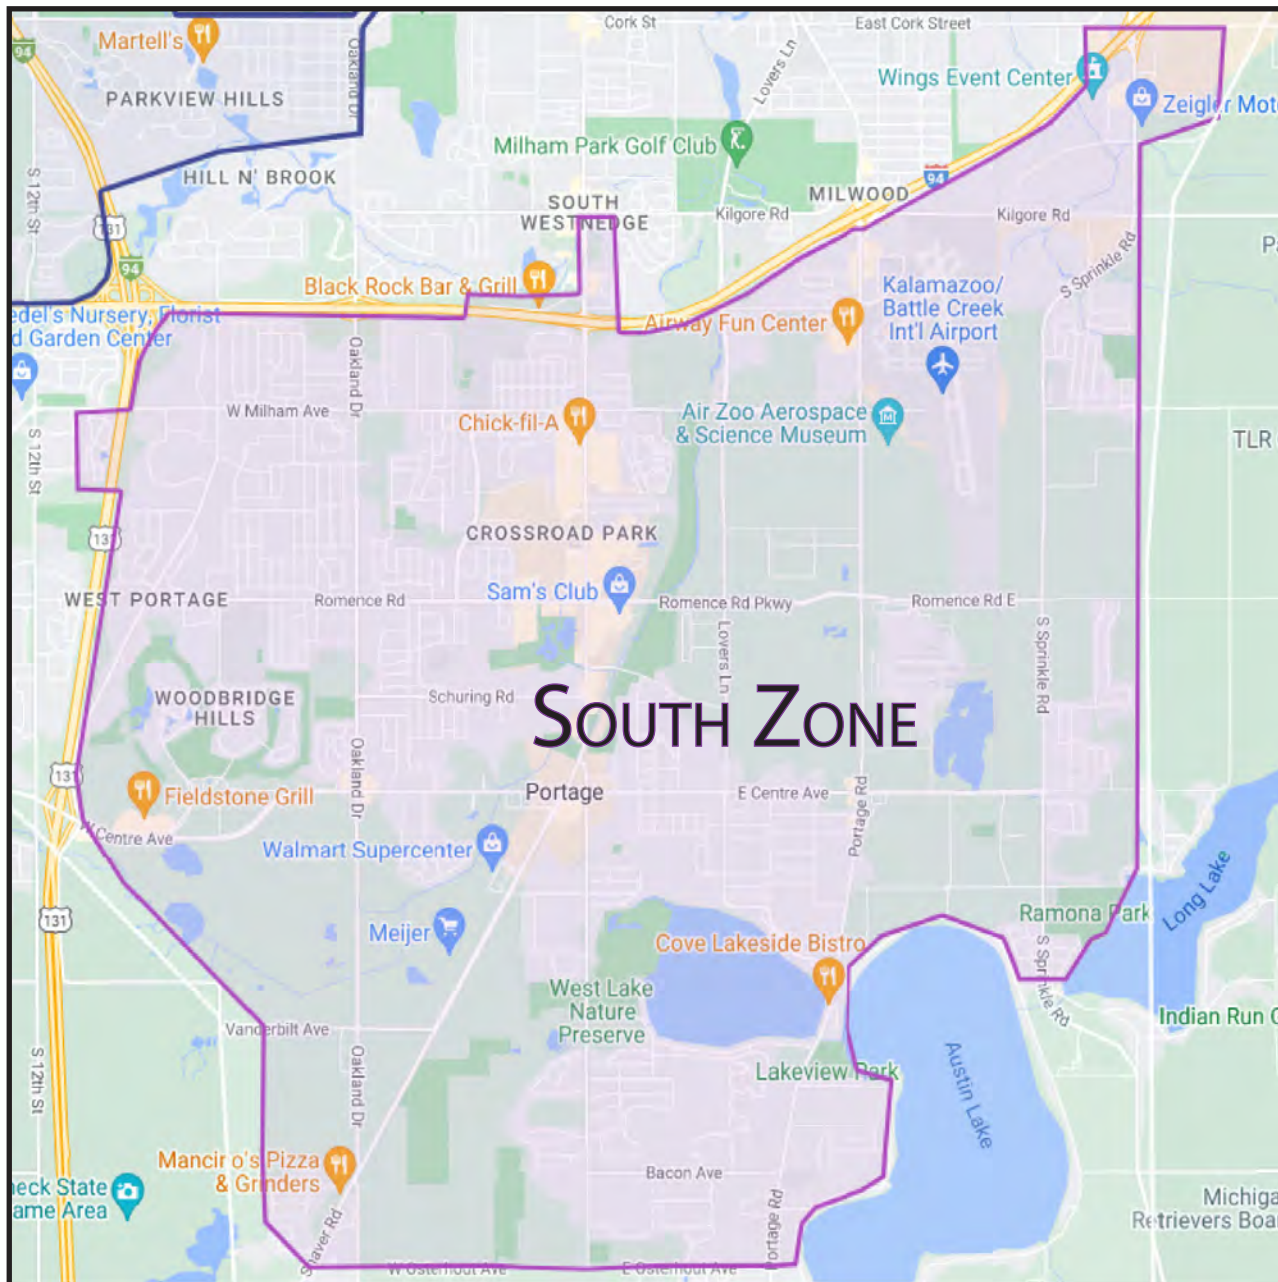 Cork St
East Cork Street
Martell's
94
Oakland Dr
Lovers Ln
Wings Event Center
PARKVIEW HILLS
Zeigler Mot
Milham Park Golf Club
S 12th St
HILL N' BROOK
94
MILWOOD
SOUTH
WESTNEDGE
Kilgore Rd
Kilgore Rd
131
94
S Sprinkle Rd
Black Rock Bar & Grill
Kalamazoo/
Battle Creek
Int'l Airport
edel's Nursery, Florist
d Garden Center
Airway Fun Center
Oakland Dr
W Milham Ave
Chick-fil-A
Air Zoo Aerospace
& Science Museum
TLR
S 12th St
CROSSROAD PARK
131
Sam's Club
WEST PORTAGE
Romence Rd
Romence Rd Pkwy
Romence Rd E
Lovers Ln
S Sprinkle Rd
WOODBRIDGE
HILLS
Schuring Rd
SOUTH ZONE
131
Oakland Dr
Fieldstone Grill
Portage
E Centre Ave
Portage Rd
W Centre Ave
Walmart Supercenter
131
Meijer
Ramona Park
Long Lake
Cove Lakeside Bistro
S Sprinkle Rd
West Lake
Nature
Preserve
Vanderbilt Ave
Indian Run
Lakeview Park
Austin Lake
S 12th St
Oakland Dr
Mancino's Pizza
& Grinders
Bacon Ave
eck State
ame Area
Portage Rd
Michiga
Retrievers Boa
Shaver Rd
W Osterhout Ave
E Osterhout Ave